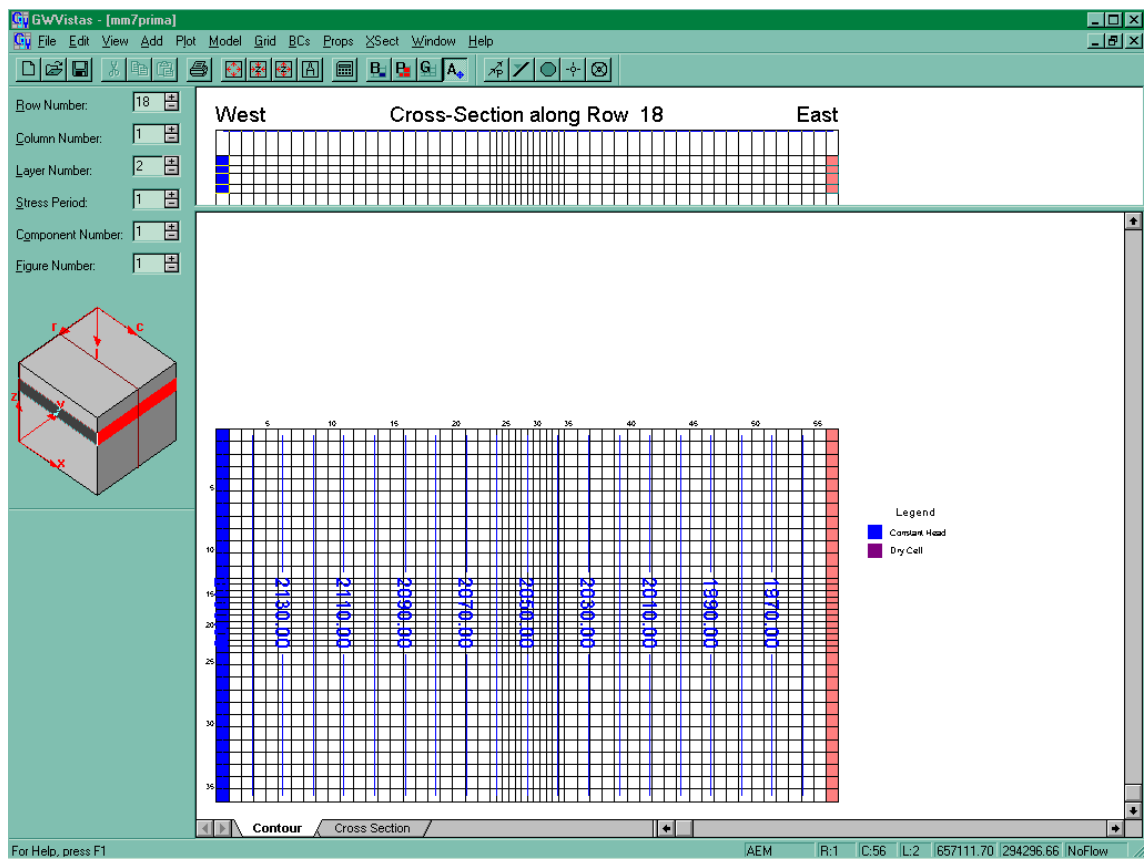 GWVistas - [mm7prima]
File Edit View Add Plot Model Grid BCs Props XSect Window Help
Row Number: 18
Column Number: 1
Layer Number: 2
Stress Period: 1
Component Number: 1
Figure Number: 1
West Cross-Section along Row 18 East
r c
z y
x
5 10 15 20 25 30 35 40 45 50 55
5
10
15
20
25
30
35
2130.00 2110.00 2090.00 2070.00 2050.00 2030.00 2010.00 1990.00 1970.00
Legend
Constant Head
Dry Cell
Contour Cross Section
For Help, press F1 AEM R:1 C:56 L:2 657111.70 294296.66 NoFlow